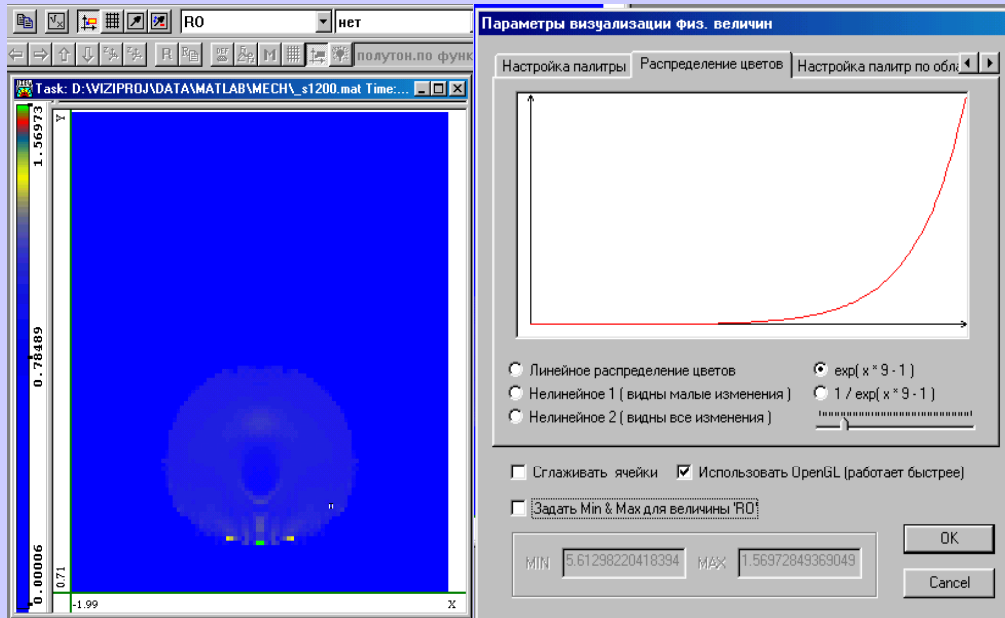 RO
нет
R
M
полутон.по функ
Task: D:\VIZIPROJ\DATA\MATLAB\MECH\_s1200.mat Time:...
1.56973
0.78489
0.00006
Y
0.71
-1.99
X
Параметры визуализации физ. величин
Настройка палитры
Распределение цветов
Настройка палитр по обла
Линейное распределение цветов
Нелинейное 1 ( видны малые изменения )
Нелинейное 2 ( видны все изменения )
exp( x * 9 - 1 )
1 / exp( x * 9 - 1 )
Сглаживать ячейки
Использовать OpenGL (работает быстрее)
Задать Min & Max для величины 'RO'
MIN
5.61298220418394
MAX
1.56972849369049
OK
Cancel